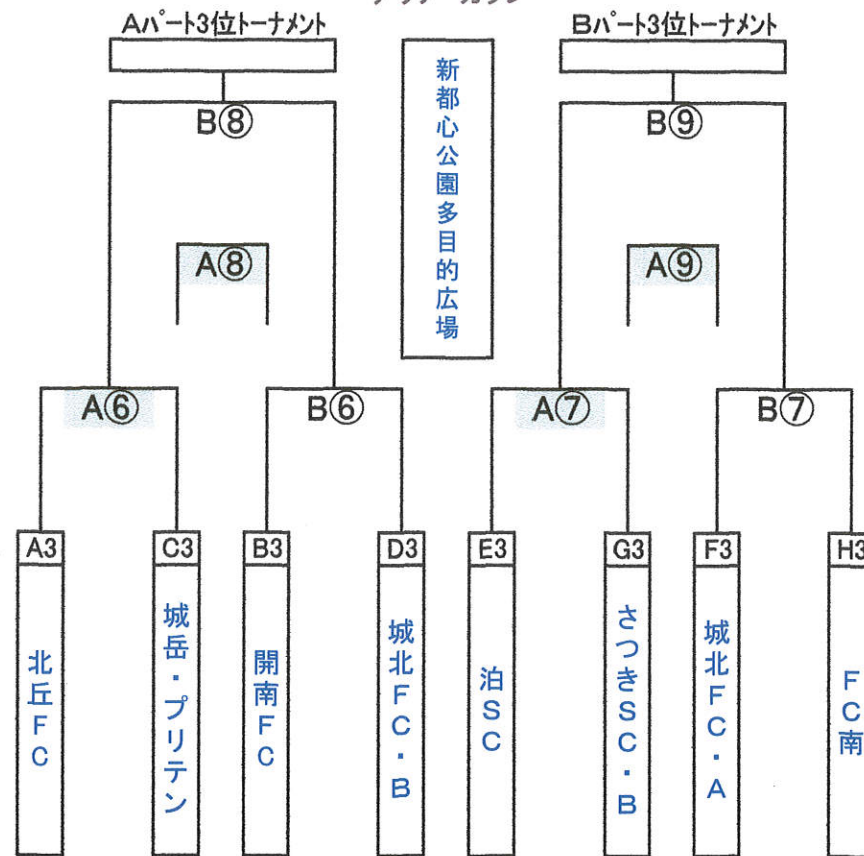 Aパート3位トーナメント
Bパート3位トーナメント
新都心公園多目的広場
B⑧
B⑨
A⑧
A⑨
A⑥
B⑥
A⑦
B⑦
A3
C3
B3
D3
E3
G3
F3
H3
北丘FC
城岳・プリテン
開南FC
城北FC・B
泊SC
さつきSC・B
城北FC・A
FC南